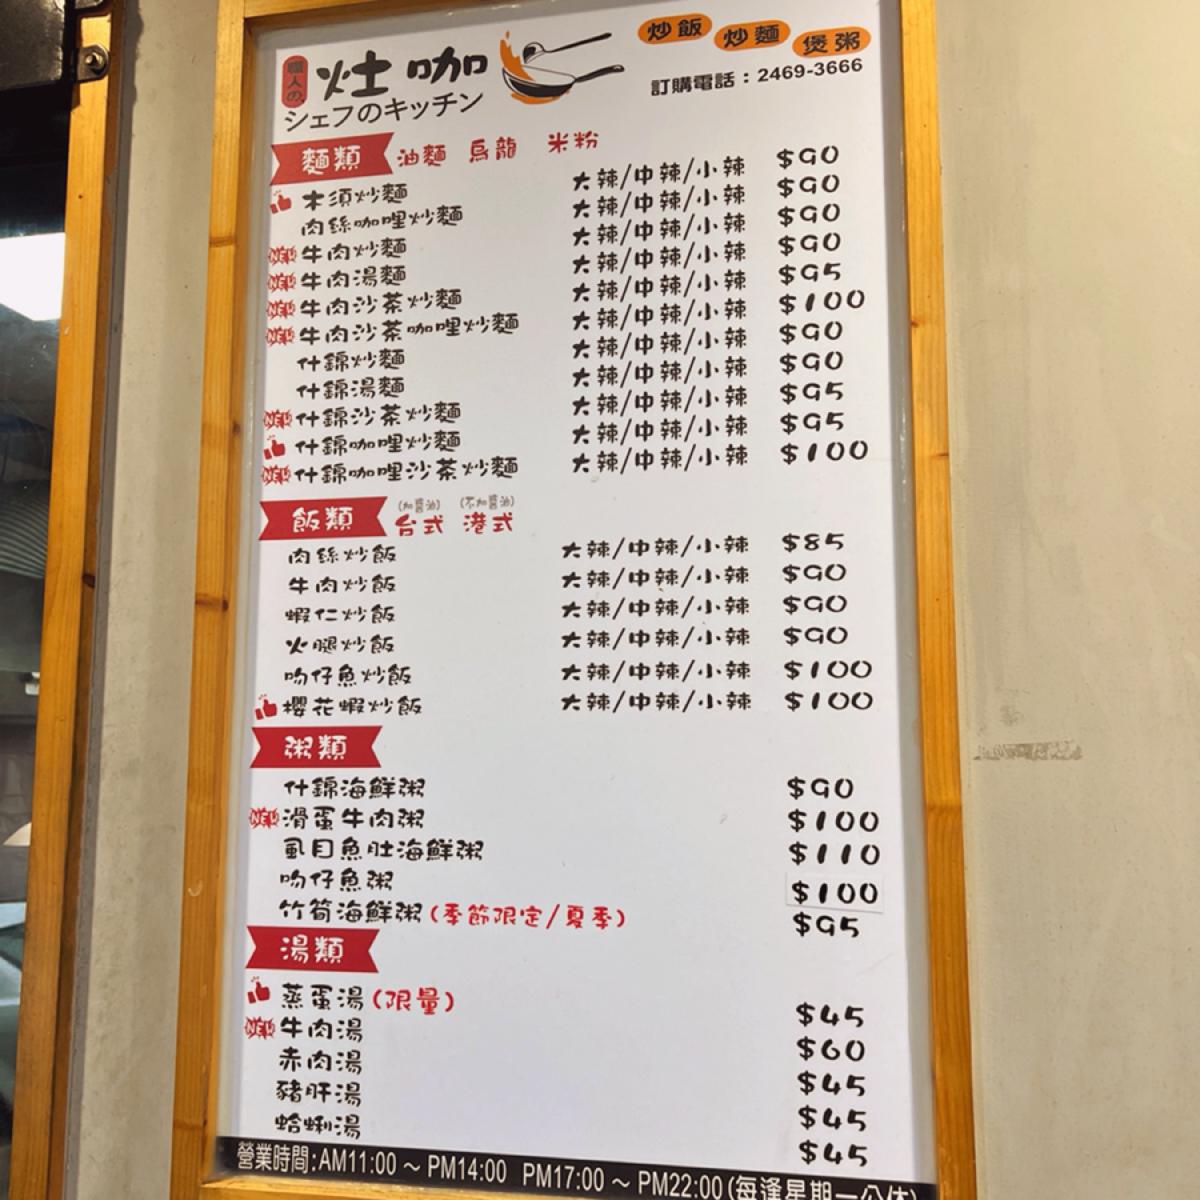 職人の 灶咖
シェフのキッチン
炒飯 炒麵 煲粥
訂購電話：2469-3666
麵類 油麵 烏龍 米粉
木須炒麵 大辣/中辣/小辣 $90
肉絲咖哩炒麵 大辣/中辣/小辣 $90
NEW 牛肉炒麵 大辣/中辣/小辣 $90
NEW 牛肉湯麵 大辣/中辣/小辣 $90
NEW 牛肉沙茶炒麵 大辣/中辣/小辣 $95
NEW 牛肉沙茶咖哩炒麵 大辣/中辣/小辣 $100
什錦炒麵 大辣/中辣/小辣 $90
什錦湯麵 大辣/中辣/小辣 $90
NEW 什錦沙茶炒麵 大辣/中辣/小辣 $95
什錦咖哩炒麵 大辣/中辣/小辣 $95
NEW 什錦咖哩沙茶炒麵 大辣/中辣/小辣 $100
(加醬油) (不加醬油)
飯類 台式 港式
肉絲炒飯 大辣/中辣/小辣 $85
牛肉炒飯 大辣/中辣/小辣 $90
蝦仁炒飯 大辣/中辣/小辣 $90
火腿炒飯 大辣/中辣/小辣 $90
吻仔魚炒飯 大辣/中辣/小辣 $100
櫻花蝦炒飯 大辣/中辣/小辣 $100
粥類
什錦海鮮粥 $90
NEW 滑蛋牛肉粥 $100
虱目魚肚海鮮粥 $110
吻仔魚粥 $100
竹筍海鮮粥(季節限定/夏季) $95
湯類
蒸蛋湯(限量) $45
NEW 牛肉湯 $60
赤肉湯 $45
豬肝湯 $45
蛤蜊湯 $45
營業時間:AM11:00～PM14:00 PM17:00～PM22:00(每逢星期一公休)